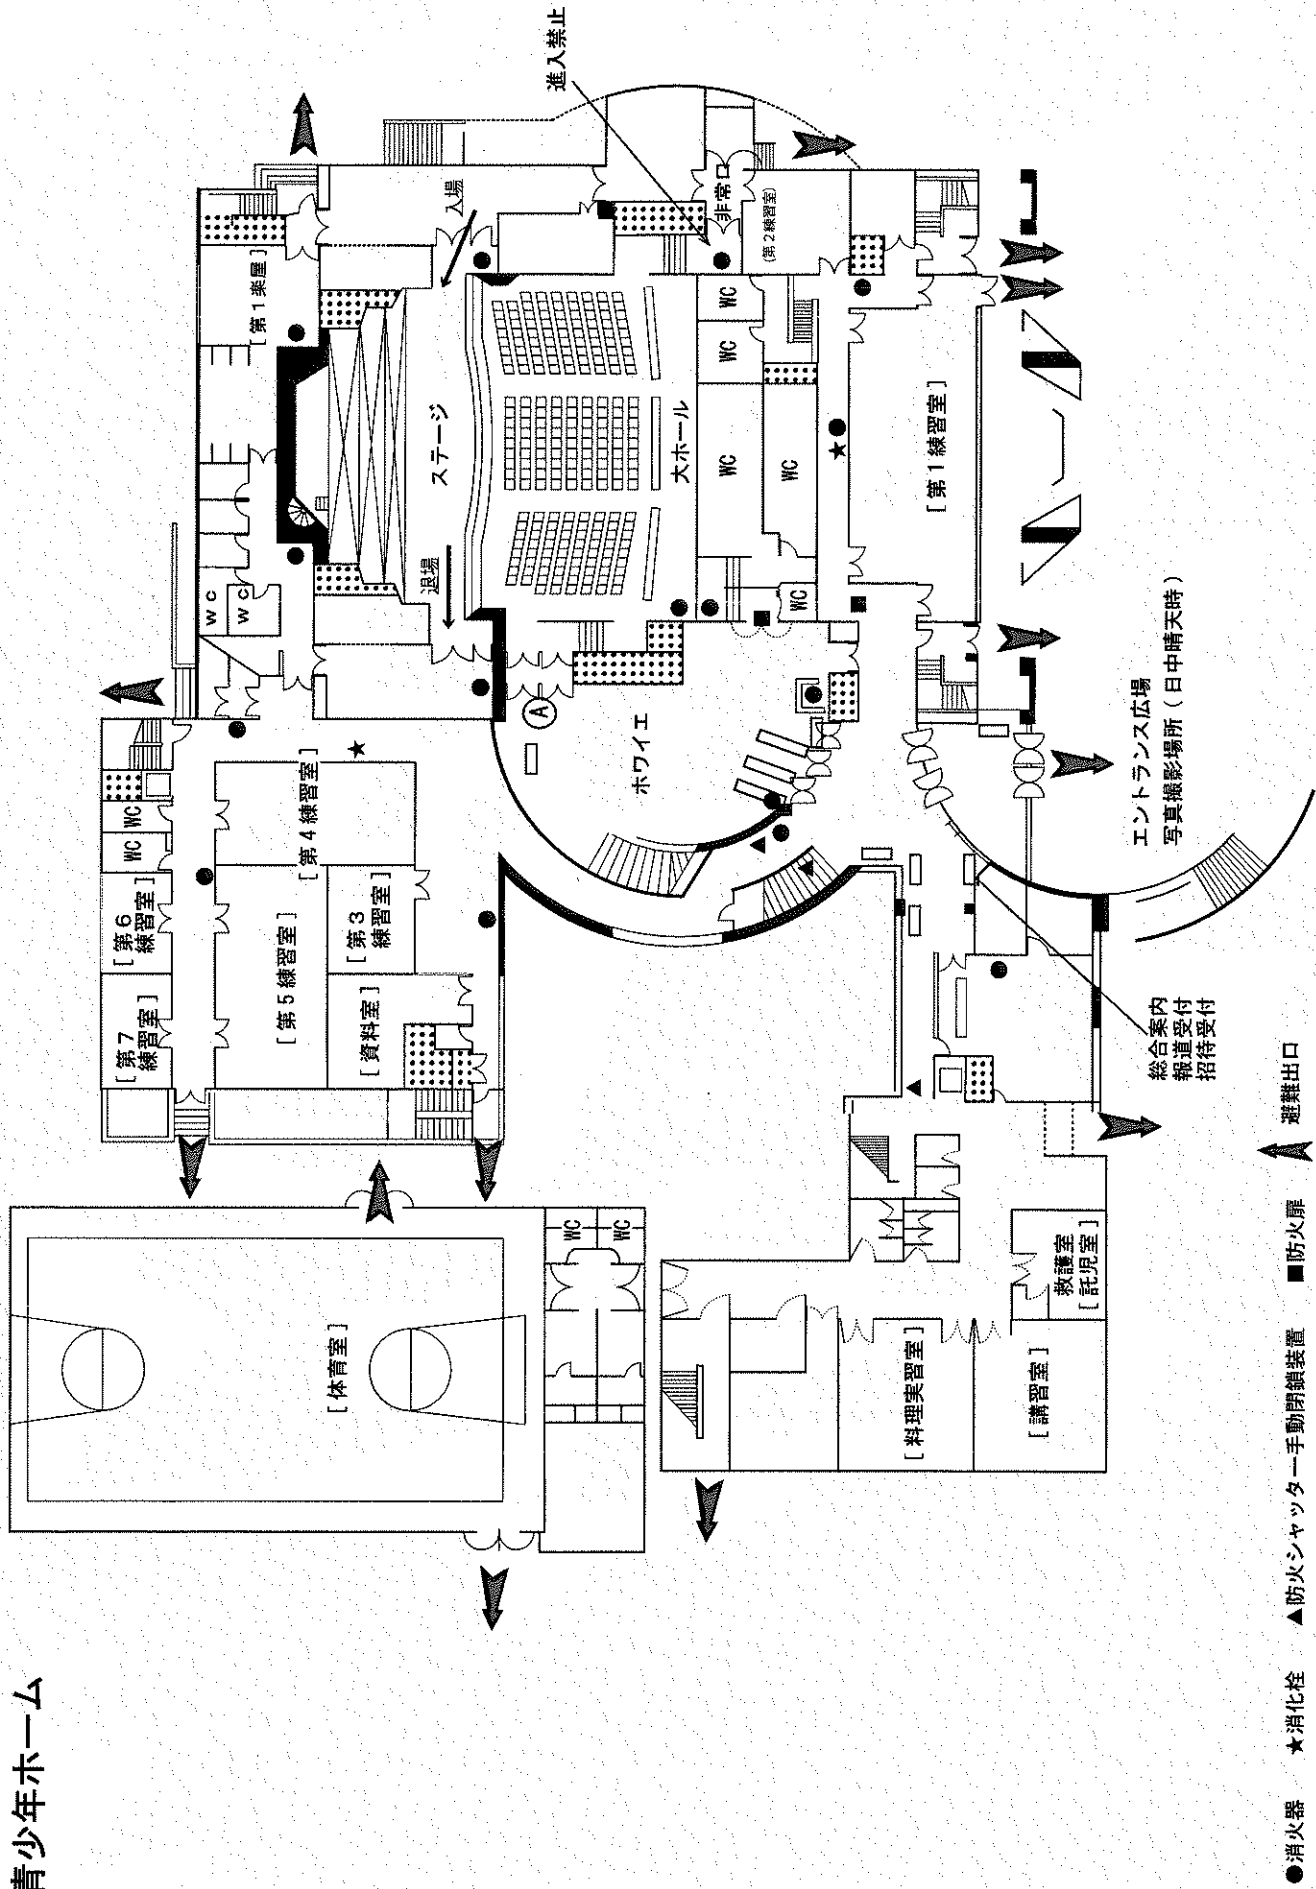 青少年ホーム
[体育室]
WC
WC
[第7
練習室]
[第6
練習室]
WC
WC
[第5練習室]
[第4練習室]
[資料室]
[第3
練習室]
wc
wc
[第1楽屋]
ステージ
入場
退場
大ホール
進入禁止
非常口
(第2練習室)
WC
WC
WC
WC
WC
[第1練習室]
A
ホワイエ
[料理実習室]
[講習室]
救護室
[託児室]
総合案内
報道受付
招待受付
エントランス広場
写真撮影場所(日中晴天時)
●消火器 ★消化栓 ▲防火シャッター手動閉鎖装置 ■防火扉 避難出口